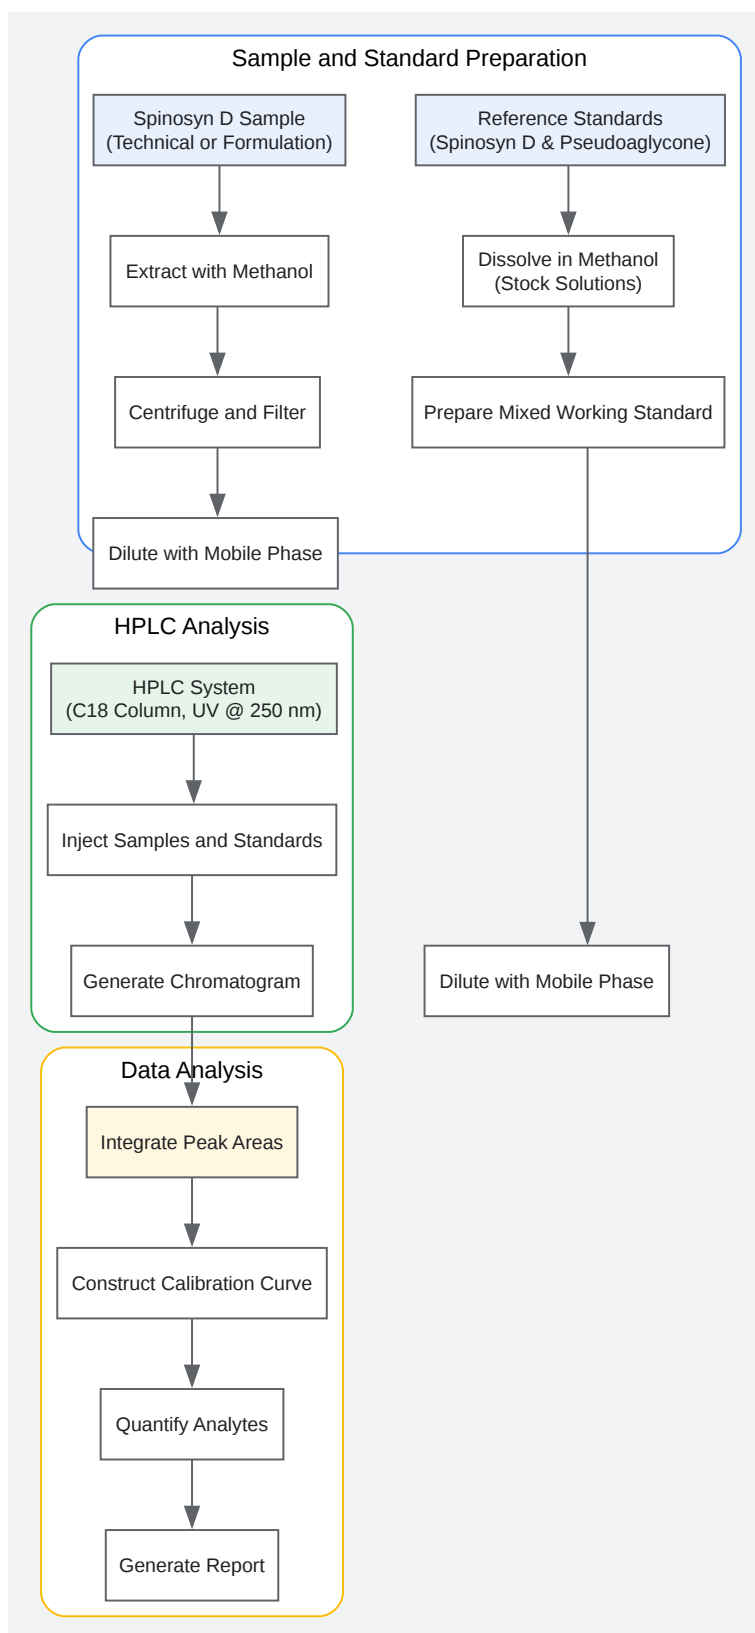 Sample and Standard Preparation
Spinosyn D Sample
(Technical or Formulation)
Reference Standards
(Spinosyn D & Pseudoaglycone)
Extract with Methanol
Dissolve in Methanol
(Stock Solutions)
Centrifuge and Filter
Prepare Mixed Working Standard
Dilute with Mobile Phase
HPLC Analysis
HPLC System
(C18 Column, UV @ 250 nm)
Inject Samples and Standards
Generate Chromatogram
Dilute with Mobile Phase
Data Analysis
Integrate Peak Areas
Construct Calibration Curve
Quantify Analytes
Generate Report